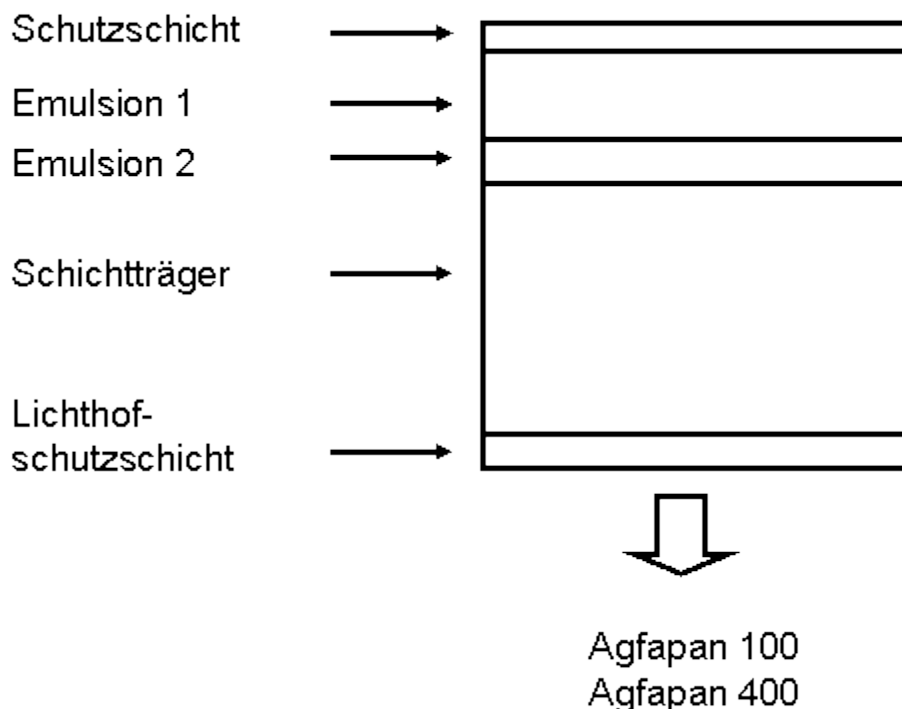 Schutzschicht
Emulsion 1
Emulsion 2
Schichtträger
Lichthof-
schutzschicht
Agfapan 100
Agfapan 400